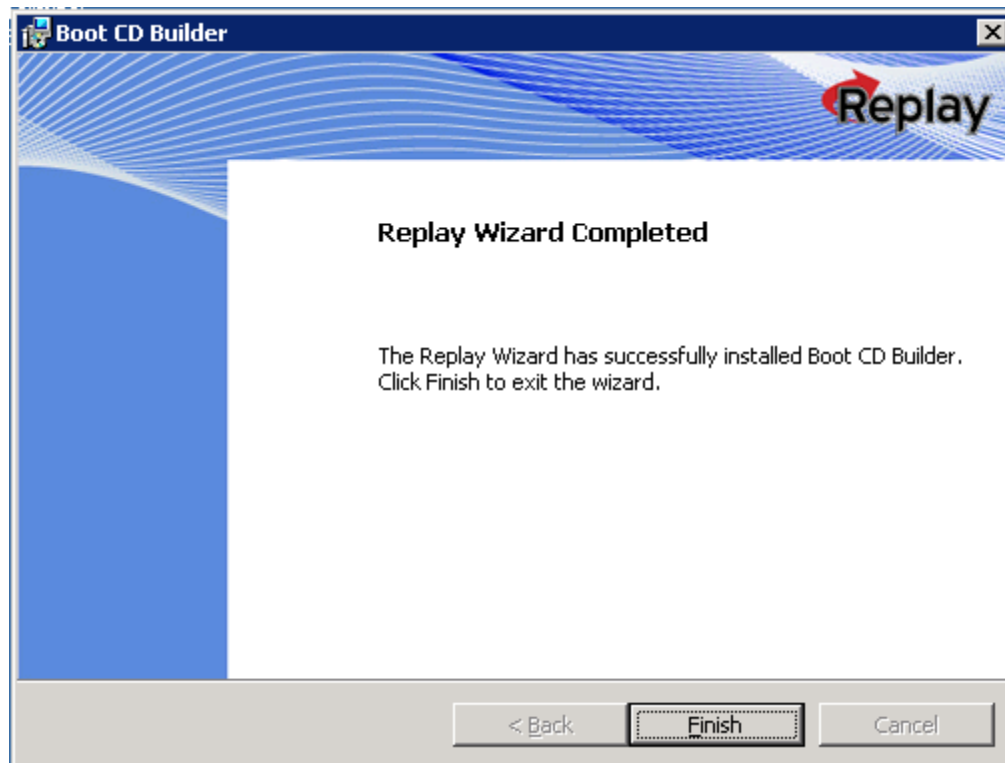 Boot CD Builder
Replay
Replay Wizard Completed
The Replay Wizard has successfully installed Boot CD Builder.
Click Finish to exit the wizard.
< Back Finish Cancel